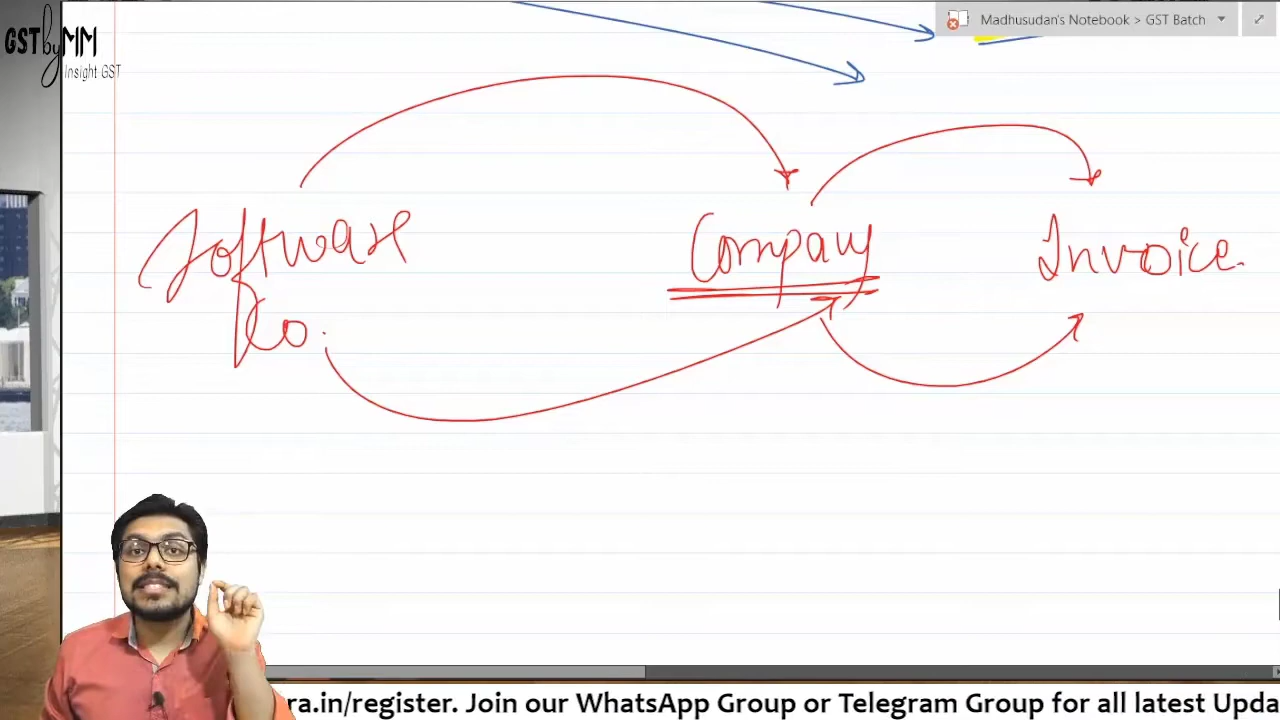 GST by MM
Insight GST
Madhusudan's Notebook > GST Batch
Software
Co.
Company
Invoice.
ra.in/register. Join our WhatsApp Group or Telegram Group for all latest Upda